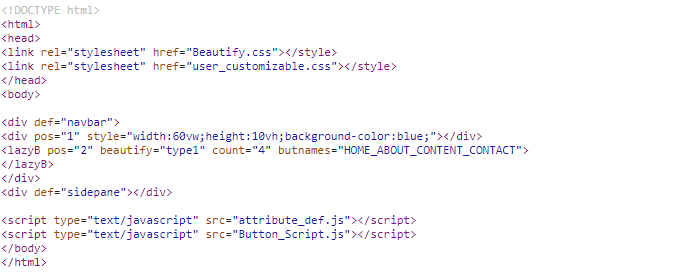 <!DOCTYPE html>
<html>
<head>
<link rel="stylesheet" href="Beautify.css"></style>
<link rel="stylesheet" href="user_customizable.css"></style>
</head>
<body>
<div def="navbar">
<div pos="1" style="width:60vw;height:10vh;background-color:blue;"></div>
<lazyB pos="2" beautify="type1" count="4" butnames="HOME_ABOUT_CONTENT_CONTACT">
</lazyB>
</div>
<div def="sidepane"></div>
<script type="text/javascript" src="attribute_def.js"></script>
<script type="text/javascript" src="Button_Script.js"></script>
</body>
</html>